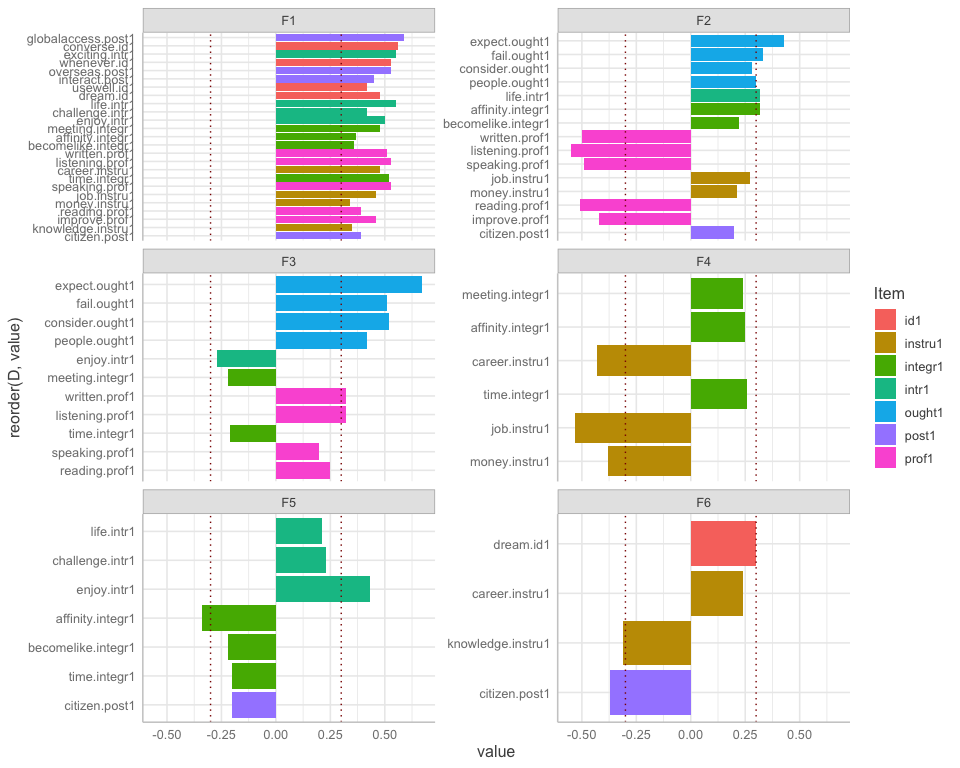 F1
globalaccess.post1
converse.id1
exciting.intr1
whenever.id1
overseas.post1
interact.post1
usewell.id1
dream.id1
life.intr1
challenge.intr1
enjoy.intr1
meeting.integr1
affinity.integr1
becomelike.integr1
written.prof1
listening.prof1
career.instru1
time.integr1
speaking.prof1
job.instru1
money.instru1
reading.prof1
improve.prof1
knowledge.instru1
citizen.post1
F2
expect.ought1
fail.ought1
consider.ought1
people.ought1
life.intr1
affinity.integr1
becomelike.integr1
written.prof1
listening.prof1
speaking.prof1
job.instru1
money.instru1
reading.prof1
improve.prof1
citizen.post1
F3
expect.ought1
fail.ought1
consider.ought1
people.ought1
enjoy.intr1
meeting.integr1
written.prof1
listening.prof1
time.integr1
speaking.prof1
reading.prof1
F4
meeting.integr1
affinity.integr1
career.instru1
time.integr1
job.instru1
money.instru1
F5
life.intr1
challenge.intr1
enjoy.intr1
affinity.integr1
becomelike.integr1
time.integr1
citizen.post1
-0.50 -0.25 0.00 0.25 0.50
F6
dream.id1
career.instru1
knowledge.instru1
citizen.post1
-0.50 -0.25 0.00 0.25 0.50
value
reorder(D, value)
Item
id1
instru1
integr1
intr1
ought1
post1
prof1